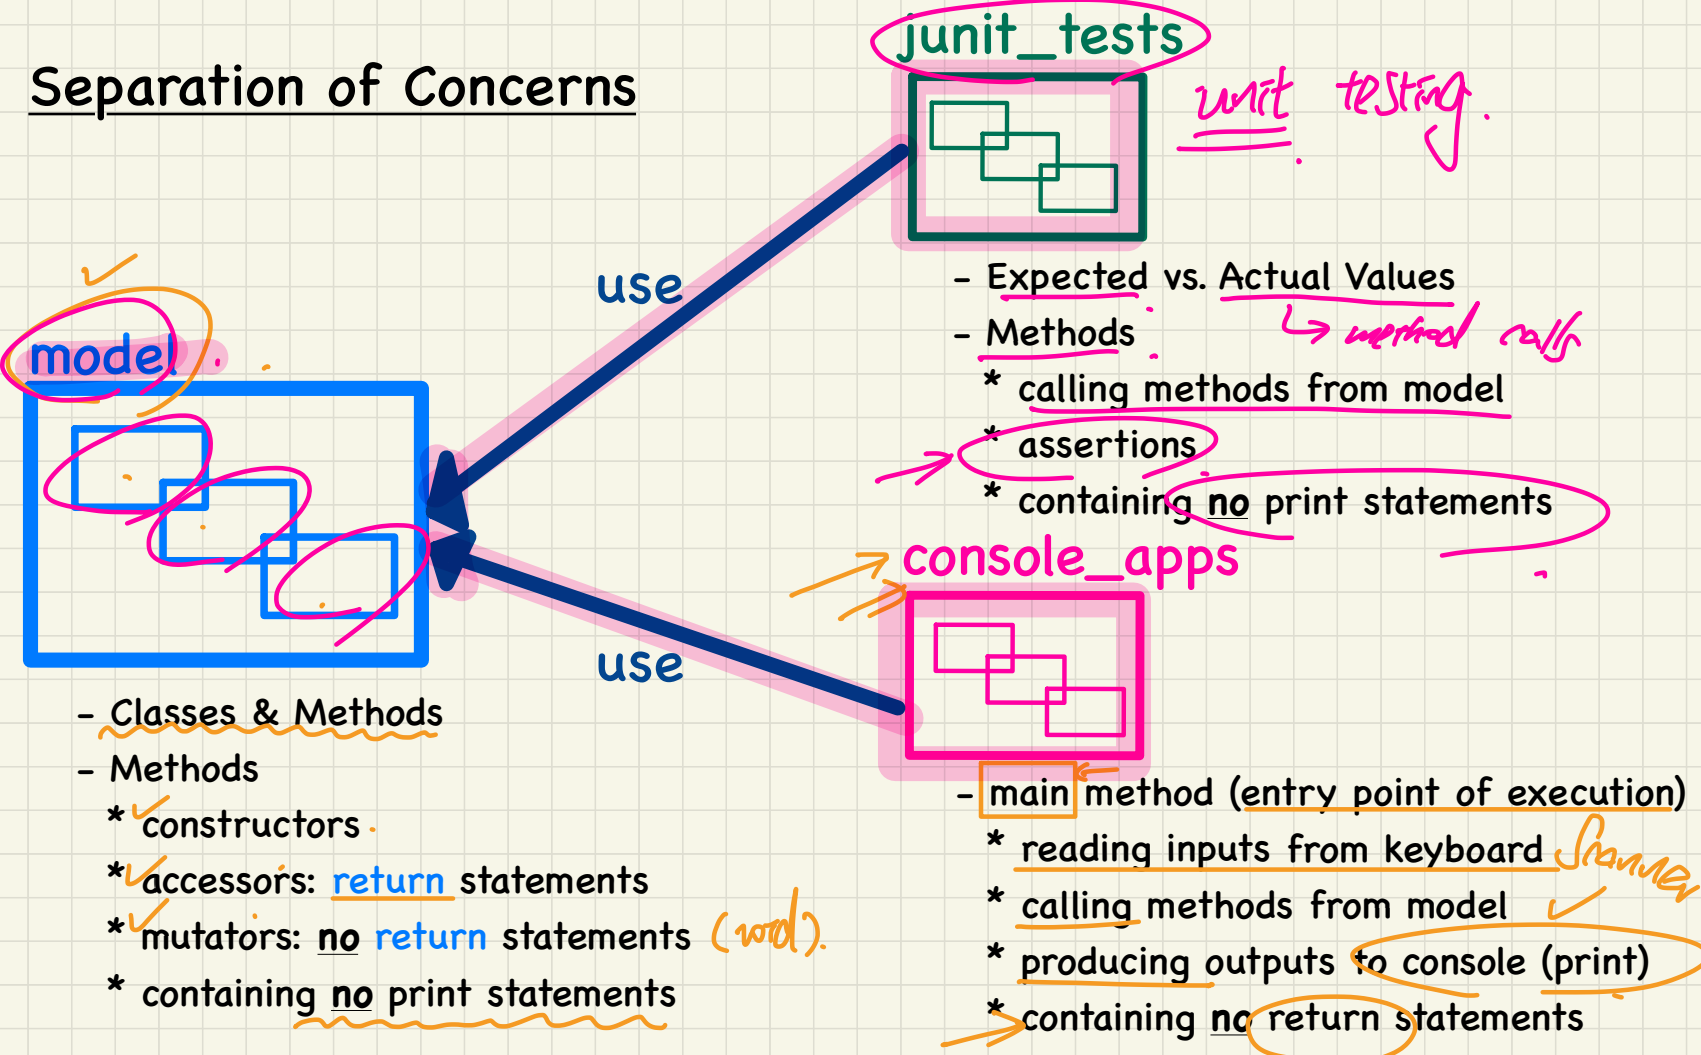 Separation of Concerns
junit_tests
unit testing.
use
- Expected vs. Actual Values
- Methods
method calls
* calling methods from model
* assertions
* containing no print statements
model
console_apps
use
- Classes & Methods
- Methods
* constructors
* accessors: return statements
* mutators: no return statements (void).
* containing no print statements
- main method (entry point of execution)
* reading inputs from keyboard Scanner
* calling methods from model
* producing outputs to console (print)
* containing no return statements